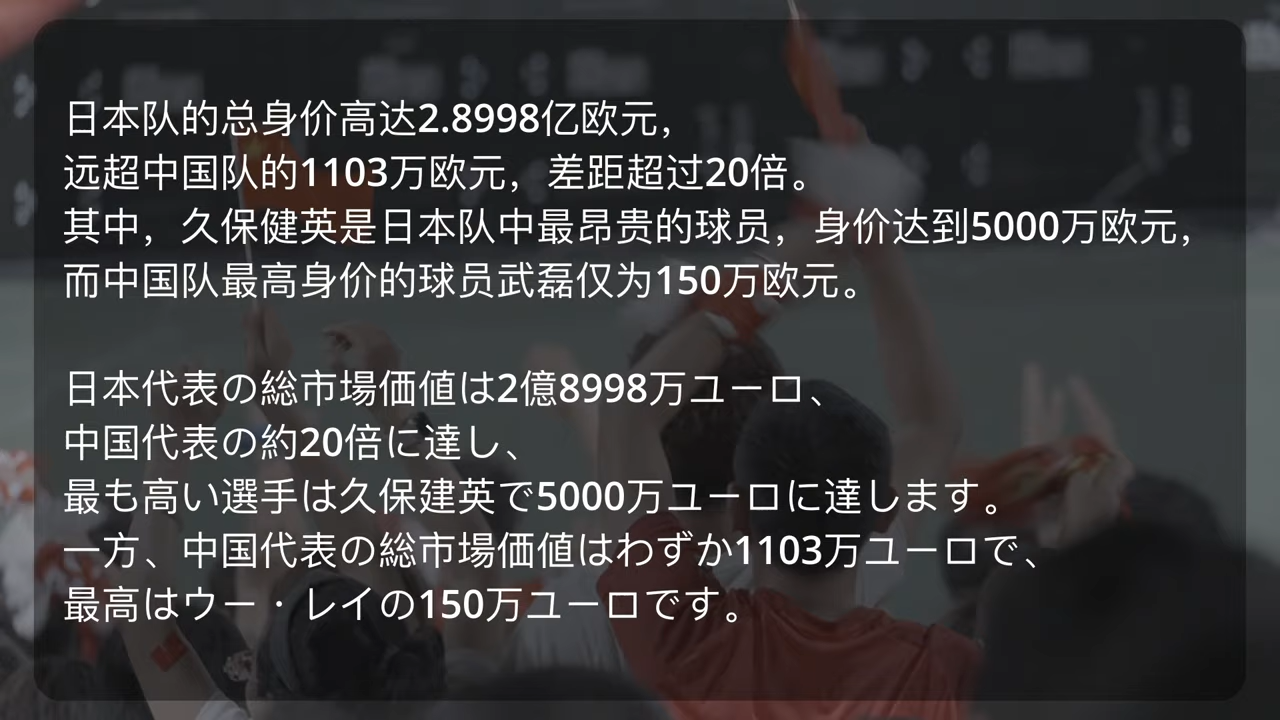 日本队的总身价高达2.8998亿欧元，
远超中国队的1103万欧元，差距超过20倍。
其中，久保健英是日本队中最昂贵的球员，身价达到5000万欧元，
而中国队最高身价的球员武磊仅为150万欧元。
日本代表の総市場価値は2億8998万ユーロ、
中国代表の約20倍に達し、
最も高い選手は久保建英で5000万ユーロに達します。
一方、中国代表の総市場価値はわずか1103万ユーロで、
最高はウー・レイの150万ユーロです。